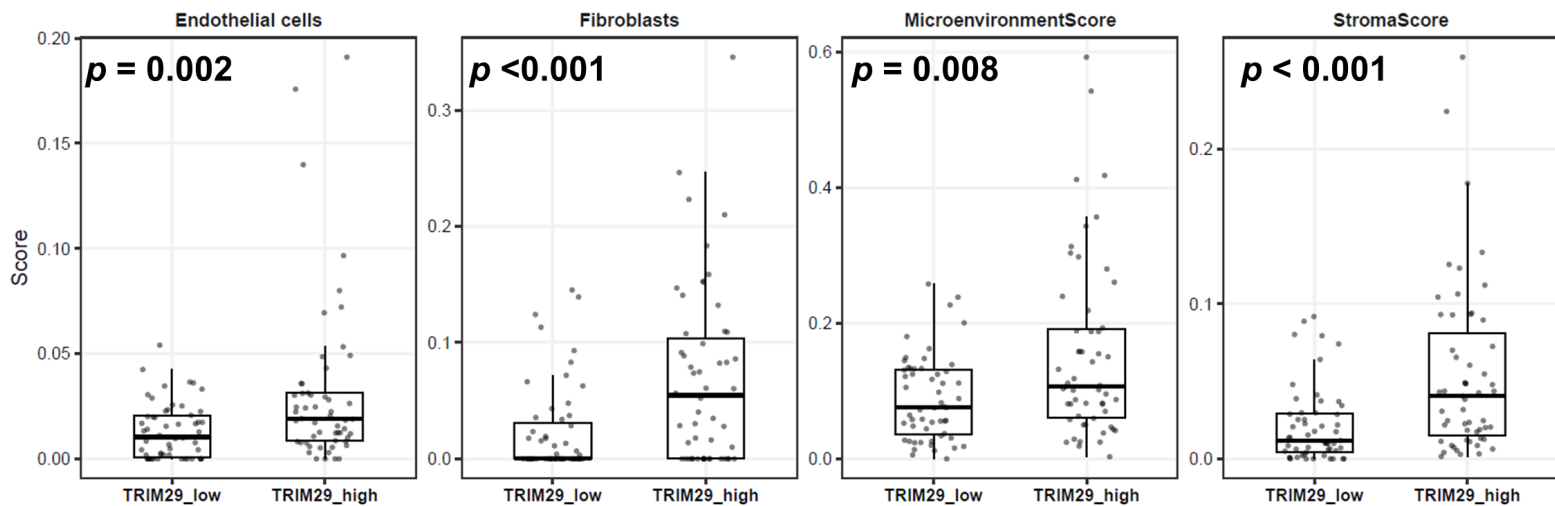 Endothelial cells
Fibroblasts
MicroenvironmentScore
StromaScore
p = 0.002
p <0.001
p = 0.008
p < 0.001
Score
0.20
0.15
0.10
0.05
0.00
0.3
0.2
0.1
0.0
0.6
0.4
0.2
0.0
0.2
0.1
0.0
TRIM29_low
TRIM29_high
TRIM29_low
TRIM29_high
TRIM29_low
TRIM29_high
TRIM29_low
TRIM29_high